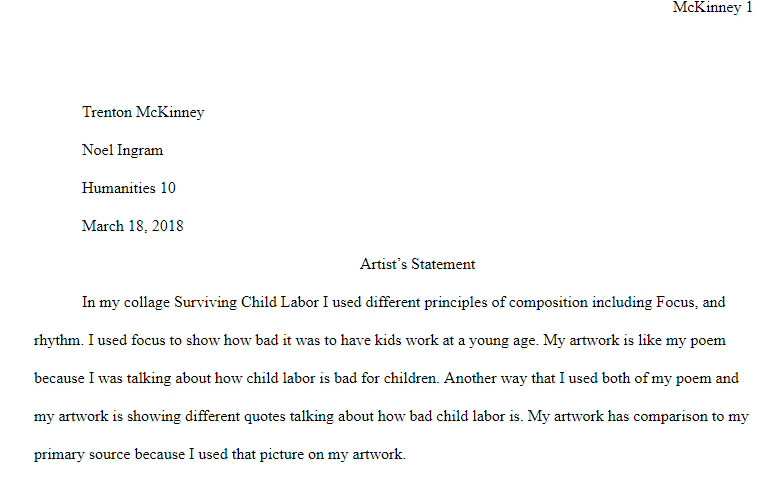 McKinney 1
Trenton McKinney
Noel Ingram
Humanities 10
March 18, 2018
Artist's Statement
In my collage Surviving Child Labor I used different principles of composition including Focus, and
rhythm. I used focus to show how bad it was to have kids work at a young age. My artwork is like my poem
because I was talking about how child labor is bad for children. Another way that I used both of my poem and
my artwork is showing different quotes talking about how bad child labor is. My artwork has comparison to my
primary source because I used that picture on my artwork.